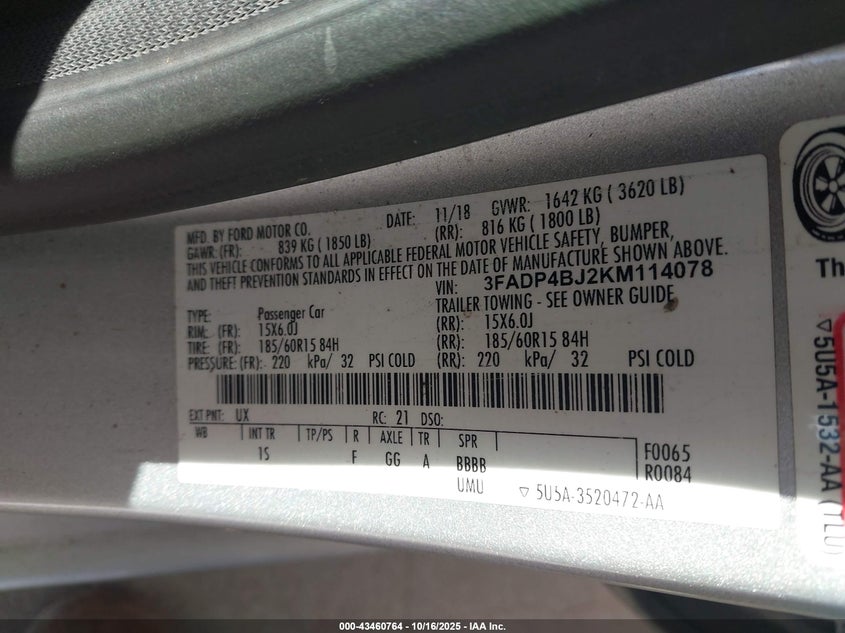 MFD. BY FORD MOTOR CO. DATE: 11/18 GVWR: 1642 KG ( 3620 LB)
GAWR: (FR): 839 KG ( 1850 LB) (RR): 816 KG ( 1800 LB)
THIS VEHICLE CONFORMS TO ALL APPLICABLE FEDERAL MOTOR VEHICLE SAFETY, BUMPER,
AND THEFT PREVENTION STANDARDS IN EFFECT ON THE DATE OF MANUFACTURE SHOWN ABOVE.
VIN: 3FADP4BJ2KM114078
TYPE: Passenger Car TRAILER TOWING - SEE OWNER GUIDE
RIM: (FR): 15X6.0J (RR): 15X6.0J
TIRE: (FR): 185/60R15 84H (RR): 185/60R15 84H
PRESSURE: (FR): 220 kPa/ 32 PSI COLD (RR): 220 kPa/ 32 PSI COLD
EXT PNT: UX RC: 21 DSO:
WB INT TR TP/PS R AXLE TR SPR
1S F GG A BBBB
UMU
F0065
R0084
▽ 5U5A-3520472-AA
Th
▽5U5A-1532-AA (TLU)
000-43460764 - 10/16/2025 - IAA Inc.